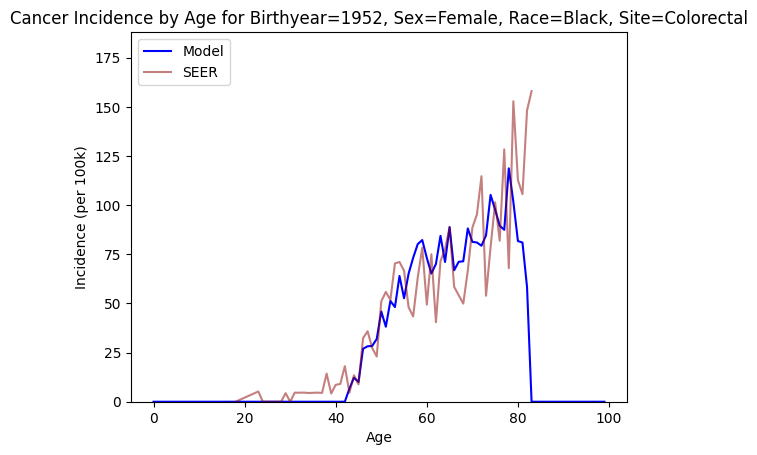 Cancer Incidence by Age for Birthyear=1952, Sex=Female, Race=Black, Site=Colorectal
Model
SEER
175
150
125
100
75
50
25
0
Incidence (per 100k)
0 20 40 60 80 100
Age